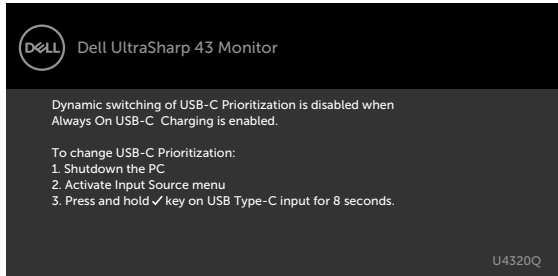 DELL
Dell UltraSharp 43 Monitor
Dynamic switching of USB-C Prioritization is disabled when
Always On USB-C Charging is enabled.
To change USB-C Prioritization:
1. Shutdown the PC
2. Activate Input Source menu
3. Press and hold ✓ key on USB Type-C input for 8 seconds.
U4320Q